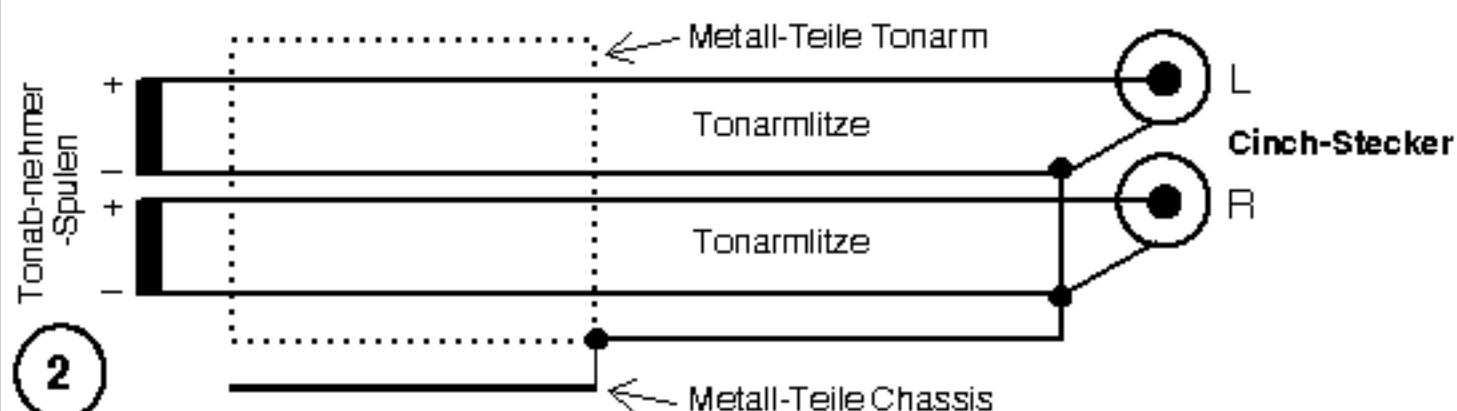 Metall-Teile Tonarm
+
L
Tonarmlitze
Cinch-Stecker
–
Tonab-nehmer
-Spulen
+
R
Tonarmlitze
–
2
Metall-Teile Chassis